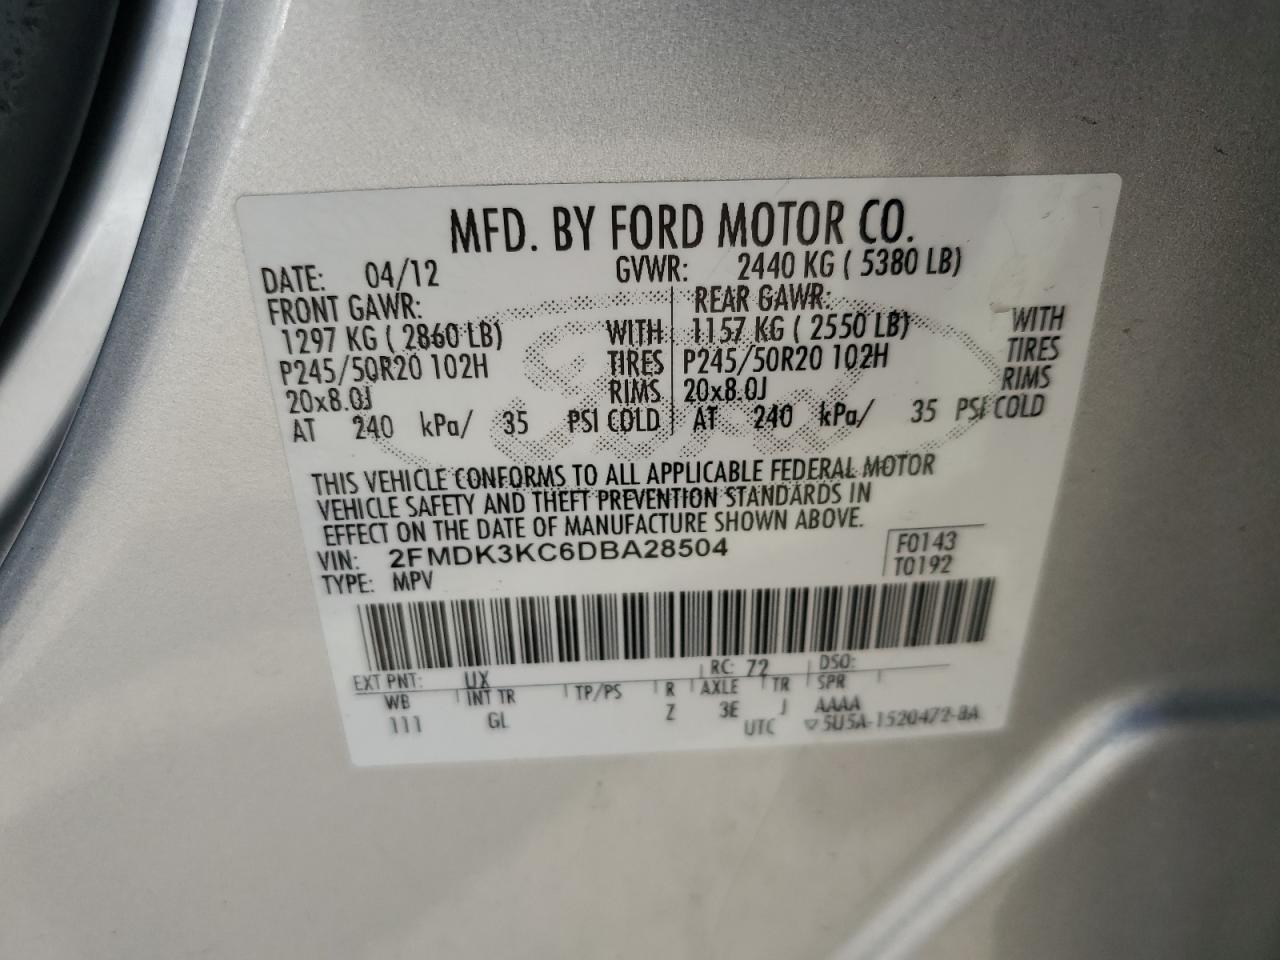 MFD. BY FORD MOTOR CO.
DATE: 04/12 GVWR: 2440 KG ( 5380 LB)
FRONT GAWR: REAR GAWR:
1297 KG ( 2860 LB) WITH 1157 KG ( 2550 LB) WITH
P245/50R20 102H TIRES P245/50R20 102H TIRES
20x8.0J RIMS 20x8.0J RIMS
AT 240 kPa/ 35 PSI COLD AT 240 kPa/ 35 PSI COLD
THIS VEHICLE CONFORMS TO ALL APPLICABLE FEDERAL MOTOR
VEHICLE SAFETY AND THEFT PREVENTION STANDARDS IN
EFFECT ON THE DATE OF MANUFACTURE SHOWN ABOVE.
VIN: 2FMDK3KC6DBA28504 F0143
TYPE: MPV T0192
EXT PNT: UX RC: 72 DSO:
WB INT TR TP/PS R AXLE TR SPR
111 GL Z 3E J AAAA
UTC ▽5U5A-1520472-BA